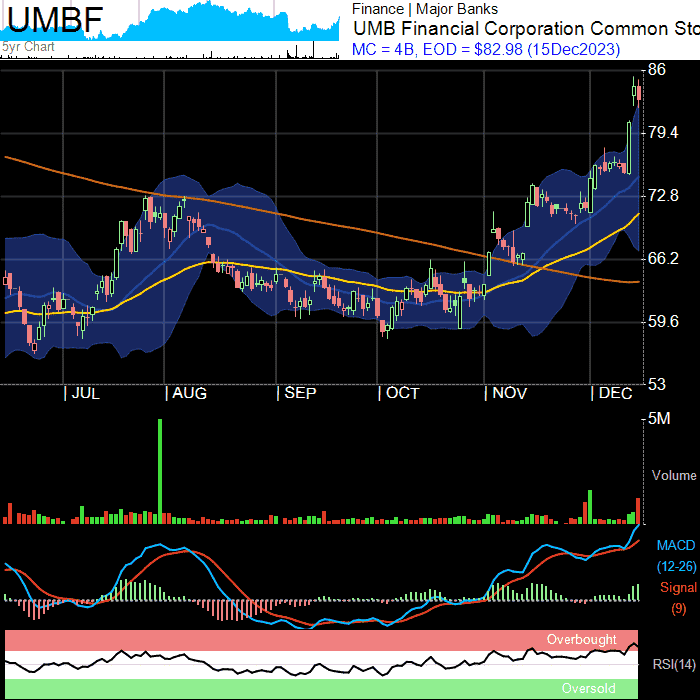 UMBF
5yr Chart
Finance | Major Banks
UMB Financial Corporation Common Sto
MC = 4B, EOD = $82.98 (15Dec2023)
86
79.4
72.8
66.2
59.6
53
| JUL | AUG | SEP | OCT | NOV | DEC
5M
Volume
MACD
(12-26)
Signal
(9)
Overbought
RSI(14)
Oversold